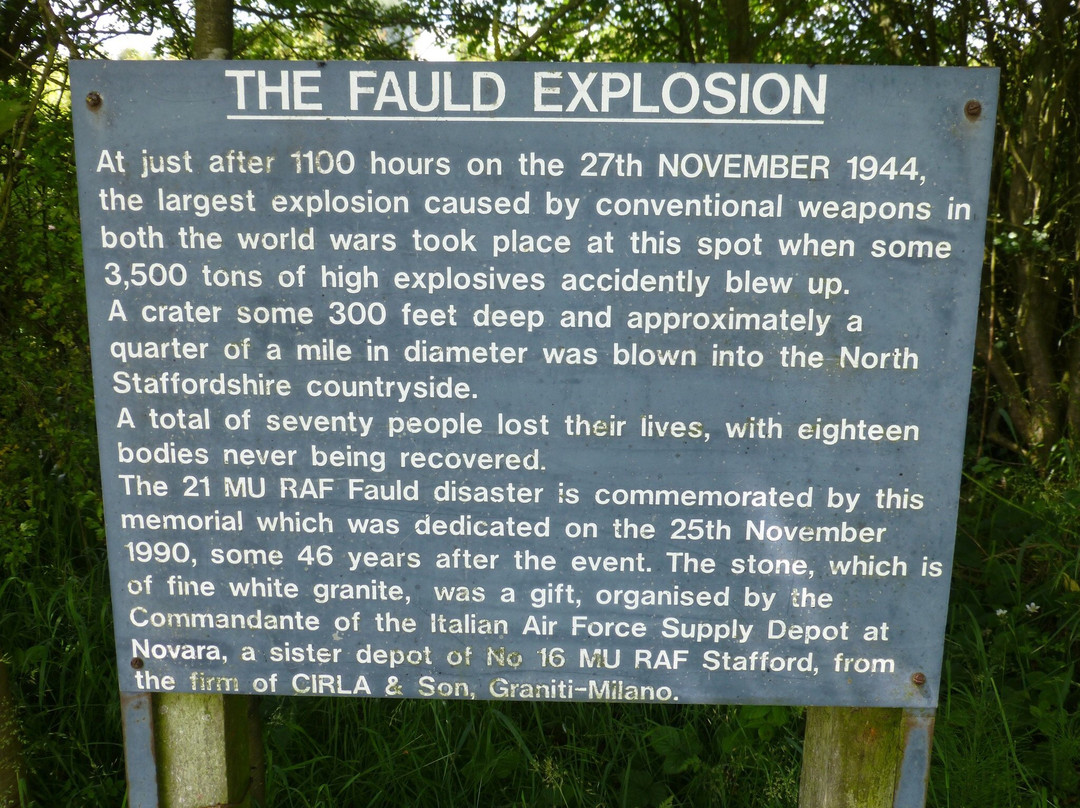 THE FAULD EXPLOSION
At just after 1100 hours on the 27th NOVEMBER 1944,
the largest explosion caused by conventional weapons in
both the world wars took place at this spot when some
3,500 tons of high explosives accidently blew up.
A crater some 300 feet deep and approximately a
quarter of a mile in diameter was blown into the North
Staffordshire countryside.
A total of seventy people lost their lives, with eighteen
bodies never being recovered.
The 21 MU RAF Fauld disaster is commemorated by this
memorial which was dedicated on the 25th November
1990, some 46 years after the event. The stone, which is
of fine white granite, was a gift, organised by the
Commandante of the Italian Air Force Supply Depot at
Novara, a sister depot of No 16 MU RAF Stafford, from
the firm of CIRLA & Son, Graniti-Milano.